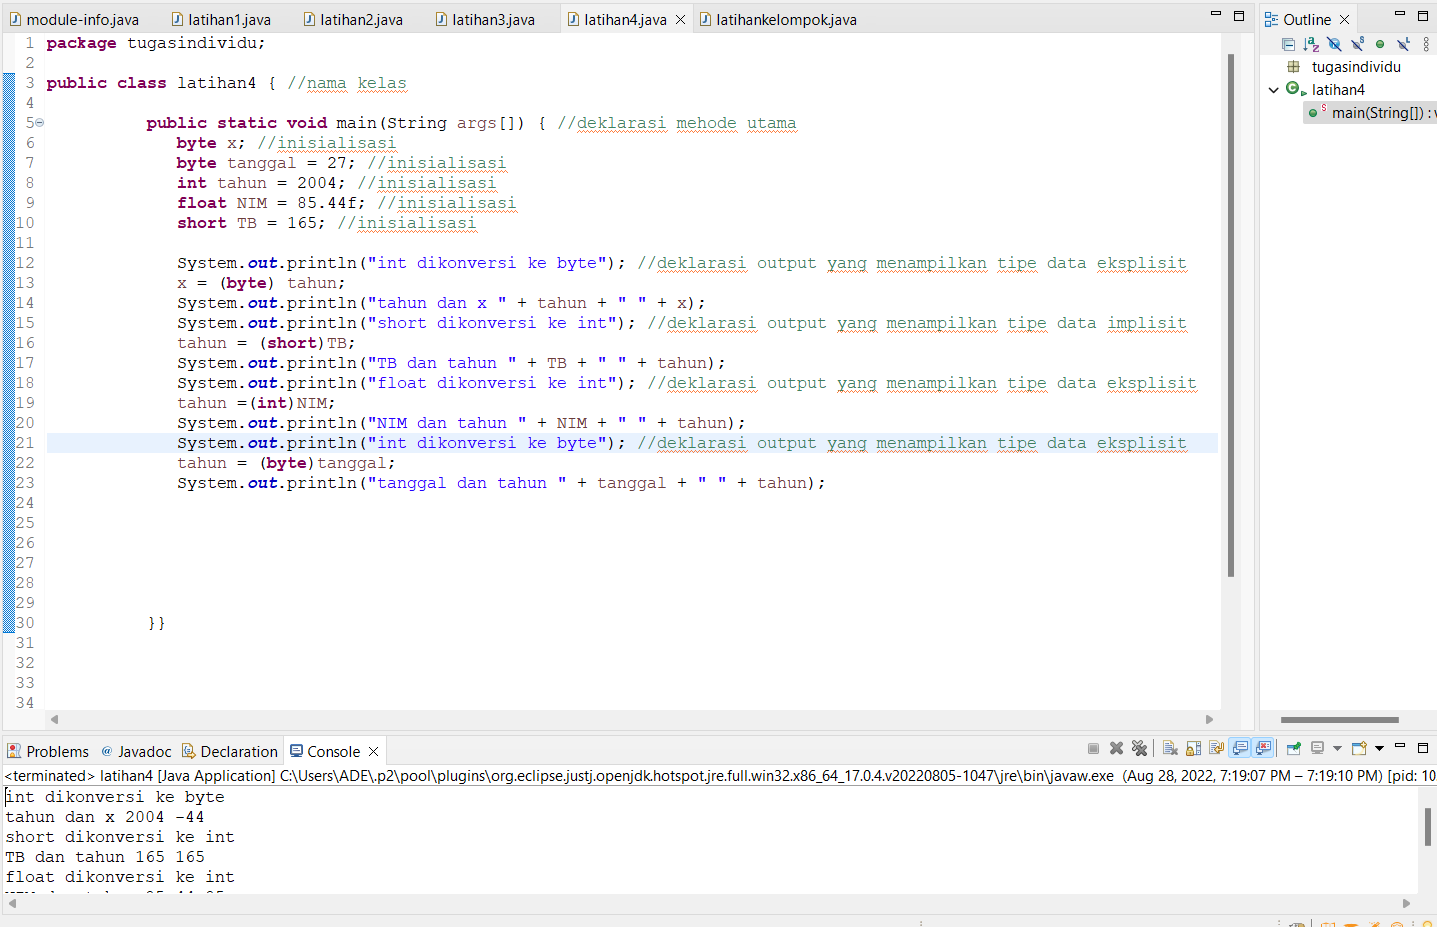 module-info.java latihan1.java latihan2.java latihan3.java latihan4.java latihankelompok.java
1 package tugasindividu;
2
3 public class latihan4 { //nama kelas
4
5 public static void main(String args[]) { //deklarasi mehode utama
6 byte x; //inisialisasi
7 byte tanggal = 27; //inisialisasi
8 int tahun = 2004; //inisialisasi
9 float NIM = 85.44f; //inisialisasi
10 short TB = 165; //inisialisasi
11
12 System.out.println("int dikonversi ke byte"); //deklarasi output yang menampilkan tipe data eksplisit
13 x = (byte) tahun;
14 System.out.println("tahun dan x " + tahun + " " + x);
15 System.out.println("short dikonversi ke int"); //deklarasi output yang menampilkan tipe data implisit
16 tahun = (short)TB;
17 System.out.println("TB dan tahun " + TB + " " + tahun);
18 System.out.println("float dikonversi ke int"); //deklarasi output yang menampilkan tipe data eksplisit
19 tahun =(int)NIM;
20 System.out.println("NIM dan tahun " + NIM + " " + tahun);
21 System.out.println("int dikonversi ke byte"); //deklarasi output yang menampilkan tipe data eksplisit
22 tahun = (byte)tanggal;
23 System.out.println("tanggal dan tahun " + tanggal + " " + tahun);
24
25
26
27
28
29
30 }}
31
32
33
34
Outline
tugasindividu
latihan4
main(String[]) : v
Problems @ Javadoc Declaration Console
<terminated> latihan4 [Java Application] C:\Users\ADE\.p2\pool\plugins\org.eclipse.justj.openjdk.hotspot.jre.full.win32.x86_64_17.0.4.v20220805-1047\jre\bin\javaw.exe (Aug 28, 2022, 7:19:07 PM – 7:19:10 PM) [pid: 10
int dikonversi ke byte
tahun dan x 2004 -44
short dikonversi ke int
TB dan tahun 165 165
float dikonversi ke int